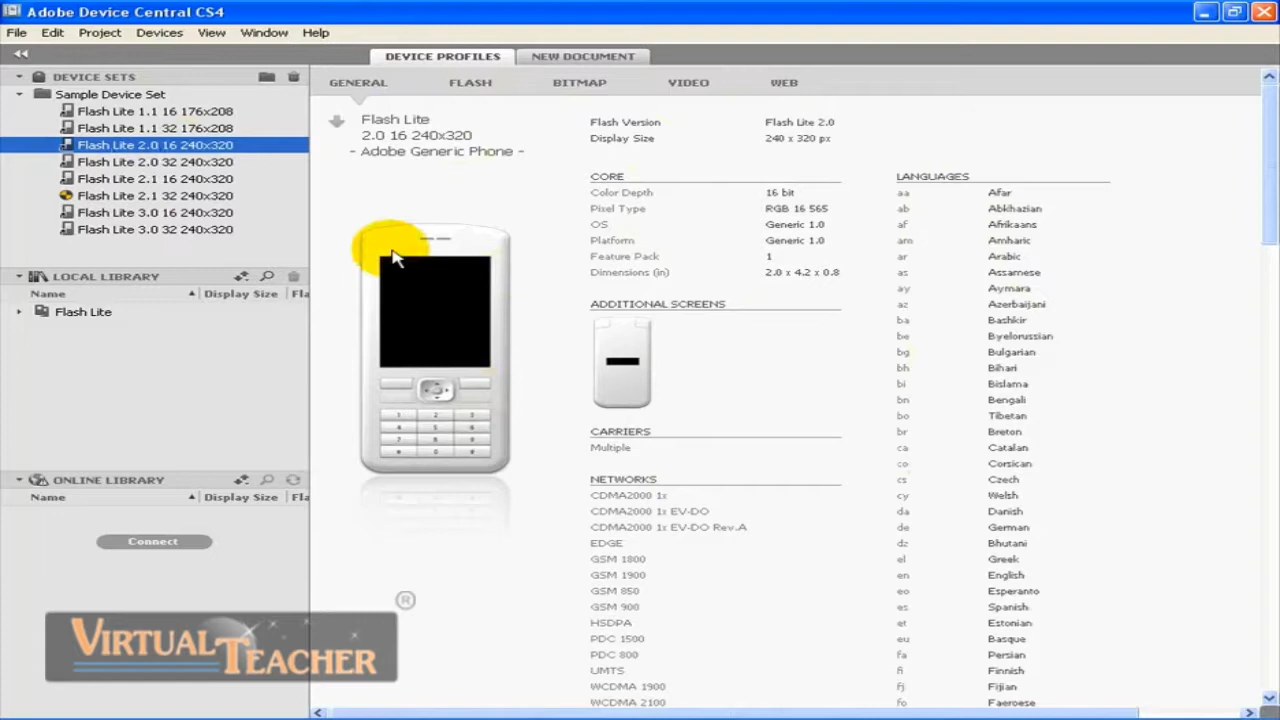 Adobe Device Central CS4
File Edit Project Devices View Window Help
DEVICE PROFILES NEW DOCUMENT
DEVICE SETS
Sample Device Set
Flash Lite 1.1 16 176x208
Flash Lite 1.1 32 176x208
Flash Lite 2.0 16 240x320
Flash Lite 2.0 32 240x320
Flash Lite 2.1 16 240x320
Flash Lite 2.1 32 240x320
Flash Lite 3.0 16 240x320
Flash Lite 3.0 32 240x320
LOCAL LIBRARY
Name Display Size Fla
Flash Lite
ONLINE LIBRARY
Name Display Size Fla
Connect
GENERAL FLASH BITMAP VIDEO WEB
Flash Lite
2.0 16 240x320
- Adobe Generic Phone -
1 2 3
4 5 6
7 8 9
* 0 #
Flash Version Flash Lite 2.0
Display Size 240 x 320 px
CORE
Color Depth 16 bit
Pixel Type RGB 16 565
OS Generic 1.0
Platform Generic 1.0
Feature Pack 1
Dimensions (in) 2.0 x 4.2 x 0.8
ADDITIONAL SCREENS
CARRIERS
Multiple
NETWORKS
CDMA2000 1x
CDMA2000 1x EV-DO
CDMA2000 1x EV-DO Rev.A
EDGE
GSM 1800
GSM 1900
GSM 850
GSM 900
HSDPA
PDC 1500
PDC 800
UMTS
WCDMA 1900
WCDMA 2100
LANGUAGES
aa Afar
ab Abkhazian
af Afrikaans
am Amharic
ar Arabic
as Assamese
ay Aymara
az Azerbaijani
ba Bashkir
be Byelorussian
bg Bulgarian
bh Bihari
bi Bislama
bn Bengali
bo Tibetan
br Breton
ca Catalan
co Corsican
cs Czech
cy Welsh
da Danish
de German
dz Bhutani
el Greek
en English
eo Esperanto
es Spanish
et Estonian
eu Basque
fa Persian
fi Finnish
fj Fijian
fo Faeroese
VIRTUAL TEACHER
®